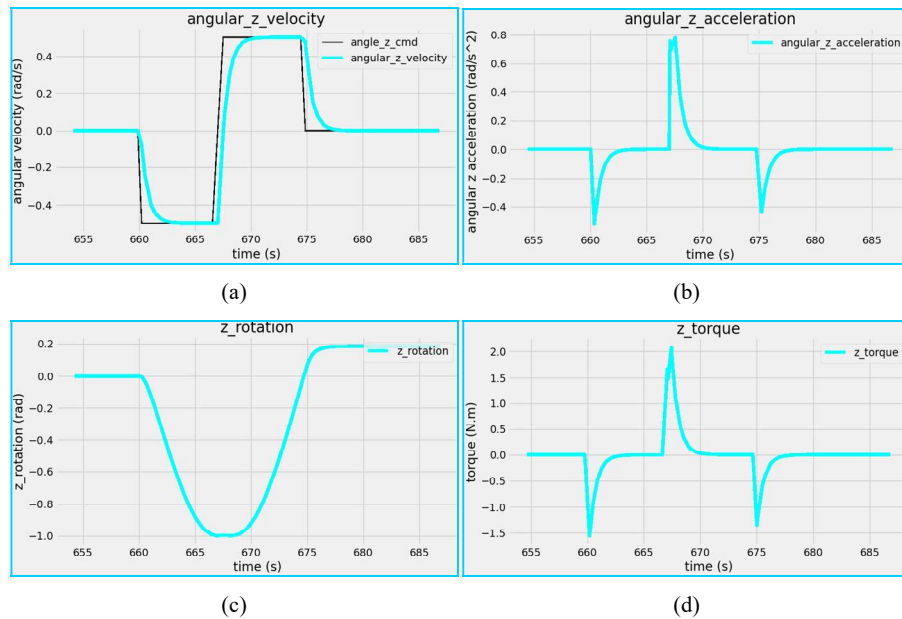 angular_z_velocity
angle_z_cmd
angular_z_velocity
angular velocity (rad/s)
0.4
0.2
0.0
−0.2
−0.4
655 660 665 670 675 680 685
time (s)
(a)
angular_z_acceleration
angular_z_acceleration
angular z acceleration (rad/s^2)
0.8
0.6
0.4
0.2
0.0
−0.2
−0.4
655 660 665 670 675 680 685
time (s)
(b)
z_rotation
z_rotation
z_rotation (rad)
0.2
0.0
−0.2
−0.4
−0.6
−0.8
−1.0
655 660 665 670 675 680 685
time (s)
(c)
z_torque
z_torque
torque (N.m)
2.0
1.5
1.0
0.5
0.0
−0.5
−1.0
−1.5
655 660 665 670 675 680 685
time (s)
(d)